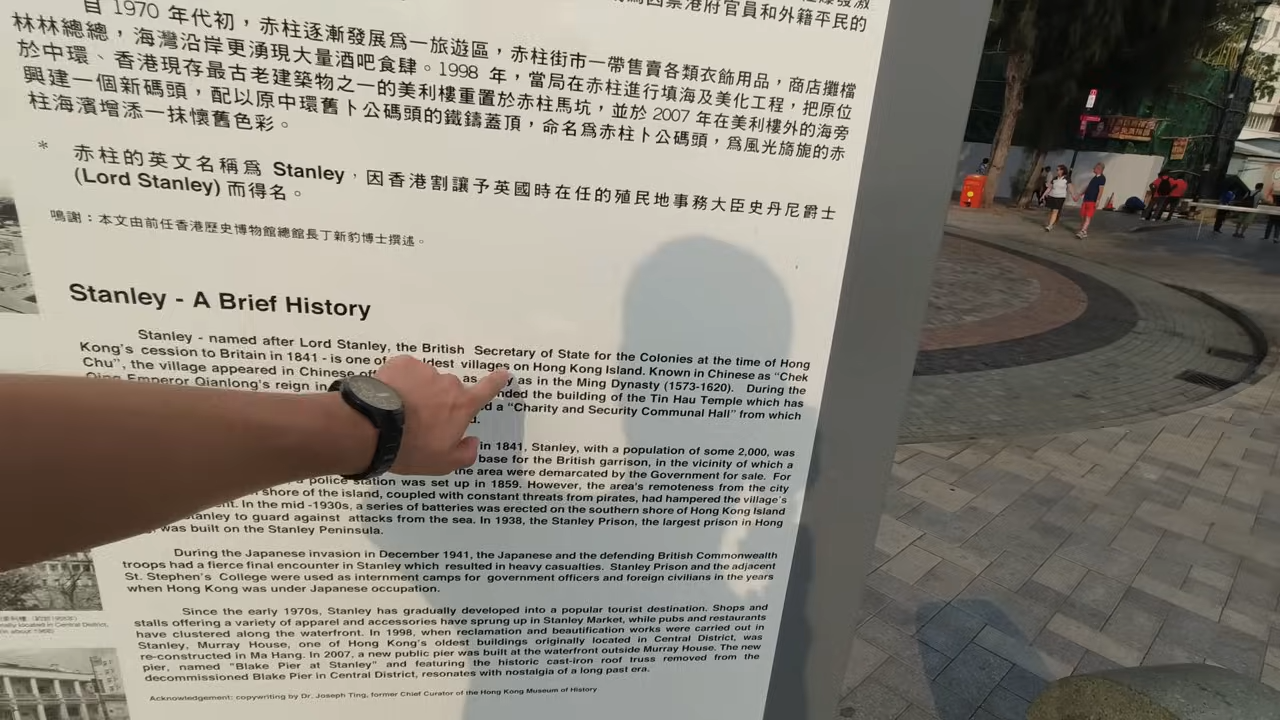 官員和外籍平民的
自 1970 年代初，赤柱逐漸發展爲一旅遊區，赤柱街市一帶售賣各類衣飾用品，商店攤檔
林林總總，海灣沿岸更湧現大量酒吧食肆。1998 年，當局在赤柱進行填海及美化工程，把原位
於中環、香港現存最古老建築物之一的美利樓重置於赤柱馬坑，並於 2007 年在美利樓外的海旁
興建一個新碼頭，配以原中環舊卜公碼頭的鐵鑄蓋頂，命名爲赤柱卜公碼頭，爲風光旖旎的赤
柱海濱增添一抹懷舊色彩。
* 赤柱的英文名稱爲 Stanley，因香港割讓予英國時在任的殖民地事務大臣史丹尼爵士
(Lord Stanley) 而得名。
鳴謝：本文由前任香港歷史博物館總館長丁新豹博士撰述。
Stanley - A Brief History
Stanley - named after Lord Stanley, the British Secretary of State for the Colonies at the time of Hong
Kong's cession to Britain in 1841 - is one of oldest villages on Hong Kong Island. Known in Chinese as "Chek
Chu", the village appeared in Chinese as as in the Ming Dynasty (1573-1620). During the
Qing Emperor Qianlong's reign in the building of the Tin Hau Temple which has
a "Charity and Security Communal Hall" from which
in 1841, Stanley, with a population of some 2,000, was
base for the British garrison, in the vicinity of which a
the area were demarcated by the Government for sale. For
a police station was set up in 1859. However, the area's remoteness from the city
shore of the island, coupled with constant threats from pirates, had hampered the village's
In the mid -1930s, a series of batteries was erected on the southern shore of Hong Kong Island
Stanley to guard against attacks from the sea. In 1938, the Stanley Prison, the largest prison in Hong
was built on the Stanley Peninsula.
During the Japanese invasion in December 1941, the Japanese and the defending British Commonwealth
troops had a fierce final encounter in Stanley which resulted in heavy casualties. Stanley Prison and the adjacent
St. Stephen's College were used as internment camps for government officers and foreign civilians in the years
when Hong Kong was under Japanese occupation.
Since the early 1970s, Stanley has gradually developed into a popular tourist destination. Shops and
stalls offering a variety of apparel and accessories have sprung up in Stanley Market, while pubs and restaurants
have clustered along the waterfront. In 1998, when reclamation and beautification works were carried out in
Stanley, Murray House, one of Hong Kong's oldest buildings originally located in Central District, was
re-constructed in Ma Hang. In 2007, a new public pier was built at the waterfront outside Murray House. The new
pier, named "Blake Pier at Stanley" and featuring the historic cast-iron roof truss removed from the
decommissioned Blake Pier in Central District, resonates with nostalgia of a long past era.
Acknowledgement: copywriting by Dr. Joseph Ting, former Chief Curator of the Hong Kong Museum of History
located in Central District,